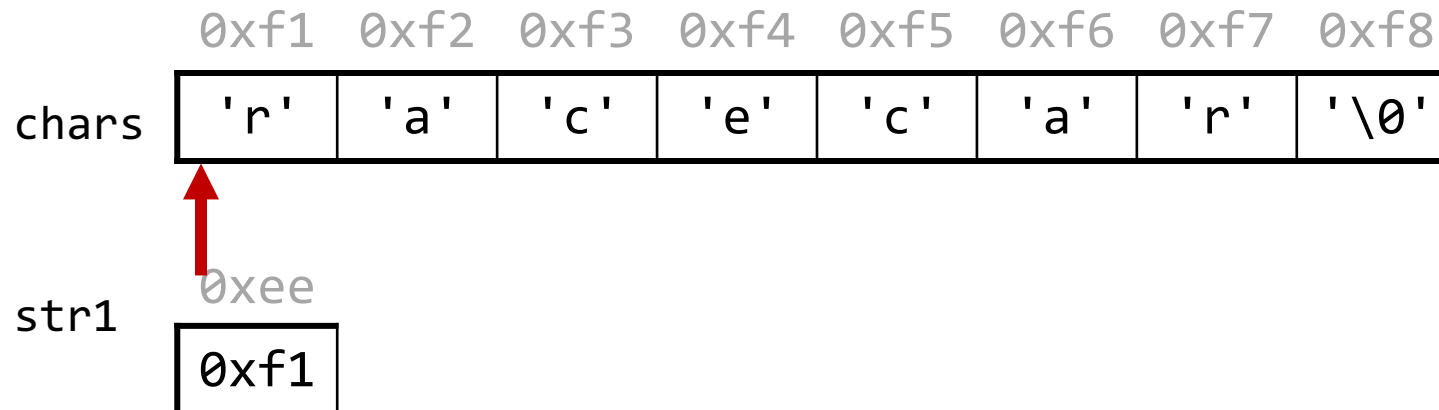 0xf1 0xf2 0xf3 0xf4 0xf5 0xf6 0xf7 0xf8
chars 'r' 'a' 'c' 'e' 'c' 'a' 'r' '\0'
0xee
str1
0xf1